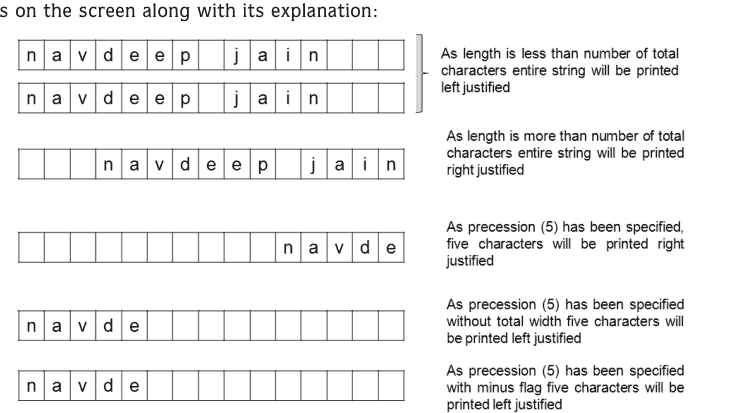 s on the screen along with its explanation:
n a v d e e p j a i n
As length is less than number of total
characters entire string will be printed
left justified
n a v d e e p j a i n
As length is more than number of total
characters entire string will be printed
right justified
n a v d e e p j a i n
As precession (5) has been specified,
five characters will be printed right
justified
n a v d e
As precession (5) has been specified
without total width five characters will
be printed left justified
n a v d e
As precession (5) has been specified
with minus flag five characters will be
printed left justified
n a v d e